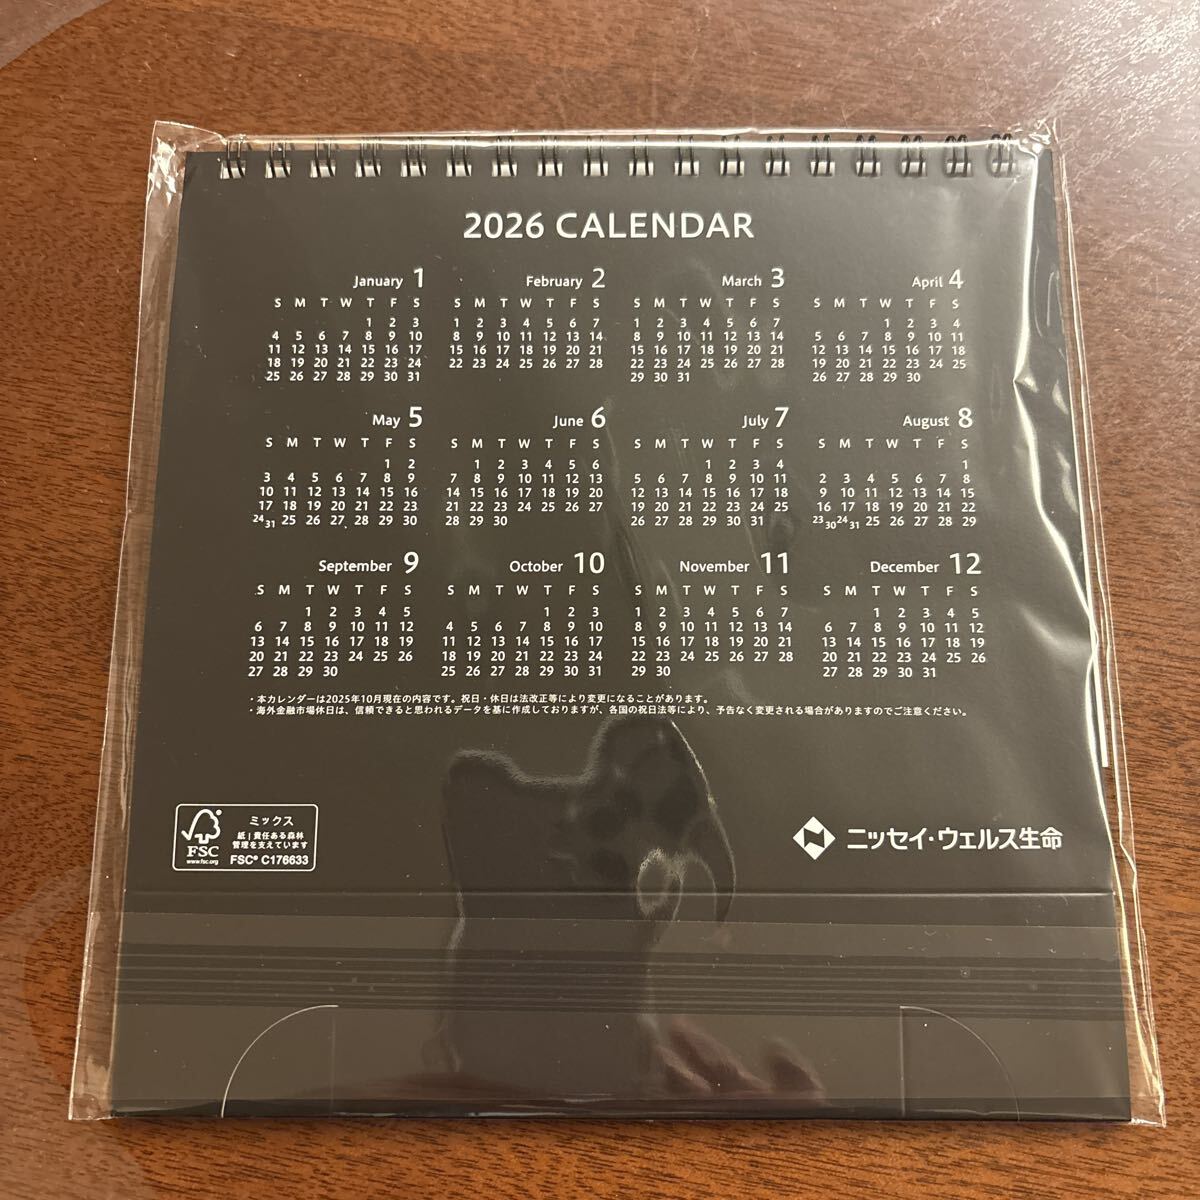 2026 CALENDAR
January 1
S M T W T F S
1 2 3
4 5 6 7 8 9 10
11 12 13 14 15 16 17
18 19 20 21 22 23 24
25 26 27 28 29 30 31
February 2
S M T W T F S
1 2 3 4 5 6 7
8 9 10 11 12 13 14
15 16 17 18 19 20 21
22 23 24 25 26 27 28
March 3
S M T W T F S
1 2 3 4 5 6 7
8 9 10 11 12 13 14
15 16 17 18 19 20 21
22 23 24 25 26 27 28
29 30 31
April 4
S M T W T F S
1 2 3 4
5 6 7 8 9 10 11
12 13 14 15 16 17 18
19 20 21 22 23 24 25
26 27 28 29 30
May 5
S M T W T F S
1 2
3 4 5 6 7 8 9
10 11 12 13 14 15 16
17 18 19 20 21 22 23
24 31 25 26 27 28 29 30
June 6
S M T W T F S
1 2 3 4 5 6
7 8 9 10 11 12 13
14 15 16 17 18 19 20
21 22 23 24 25 26 27
28 29 30
July 7
S M T W T F S
1 2 3 4
5 6 7 8 9 10 11
12 13 14 15 16 17 18
19 20 21 22 23 24 25
26 27 28 29 30 31
August 8
S M T W T F S
1
2 3 4 5 6 7 8
9 10 11 12 13 14 15
16 17 18 19 20 21 22
23 30 24 31 25 26 27 28 29
September 9
S M T W T F S
1 2 3 4 5
6 7 8 9 10 11 12
13 14 15 16 17 18 19
20 21 22 23 24 25 26
27 28 29 30
October 10
S M T W T F S
1 2 3
4 5 6 7 8 9 10
11 12 13 14 15 16 17
18 19 20 21 22 23 24
25 26 27 28 29 30 31
November 11
S M T W T F S
1 2 3 4 5 6 7
8 9 10 11 12 13 14
15 16 17 18 19 20 21
22 23 24 25 26 27 28
29 30
December 12
S M T W T F S
1 2 3 4 5
6 7 8 9 10 11 12
13 14 15 16 17 18 19
20 21 22 23 24 25 26
27 28 29 30 31
・本カレンダーは2025年10月現在の内容です。祝日・休日は法改正等により変更になることがあります。
・海外金融市場休日は、信頼できると思われるデータを基に作成しておりますが、各国の祝日法等により、予告なく変更される場合がありますのでご注意ください。
FSC
www.fsc.org
ミックス
紙|責任ある森林
管理を支えています
FSC® C176633
ニッセイ・ウェルス生命